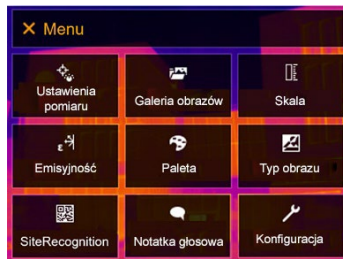 × Menu
Ustawienia
pomiaru
Galeria obrazów
Skala
ε
Emisyjność
Paleta
Typ obrazu
SiteRecognition
Notatka głosowa
Konfiguracja